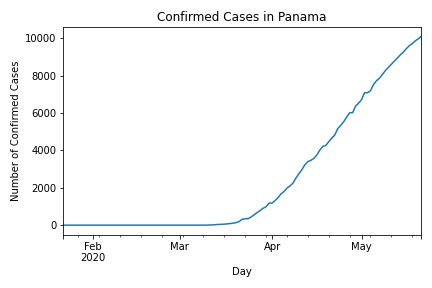 Confirmed Cases in Panama
Number of Confirmed Cases
10000
8000
6000
4000
2000
0
Feb
2020
Mar
Apr
May
Day